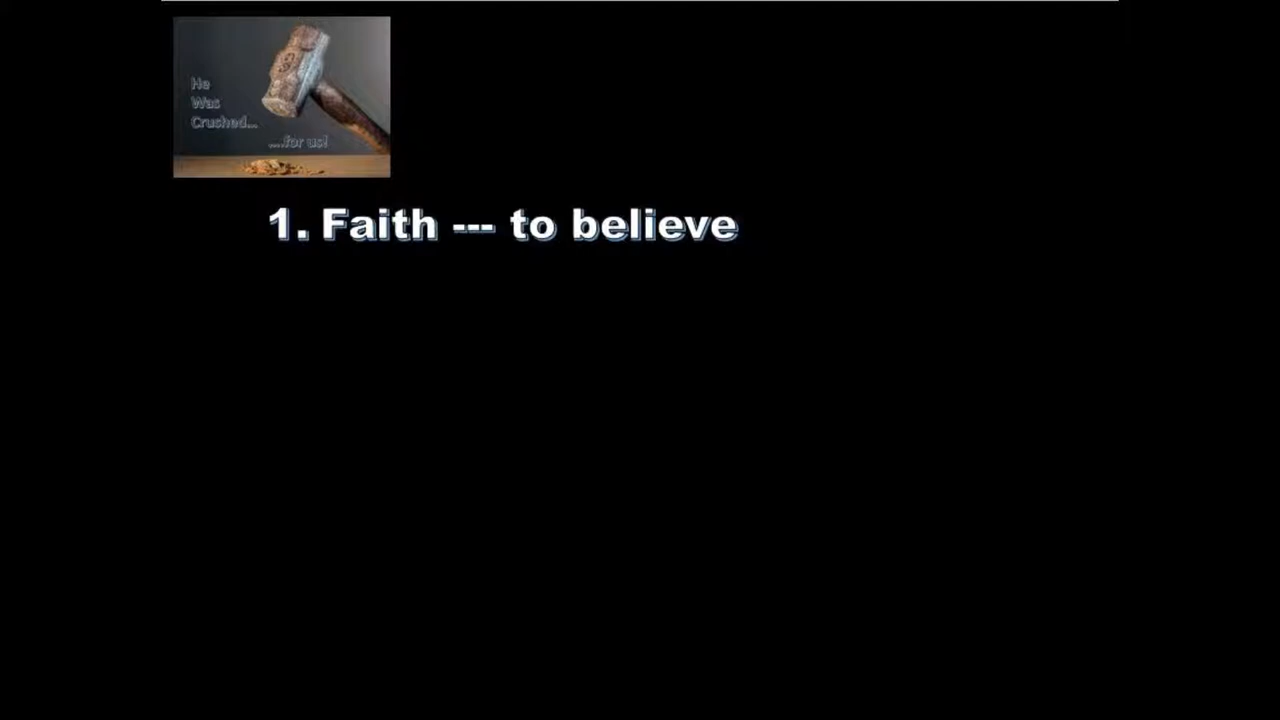 He
Was
Crushed...
....for us!
1. Faith --- to believe